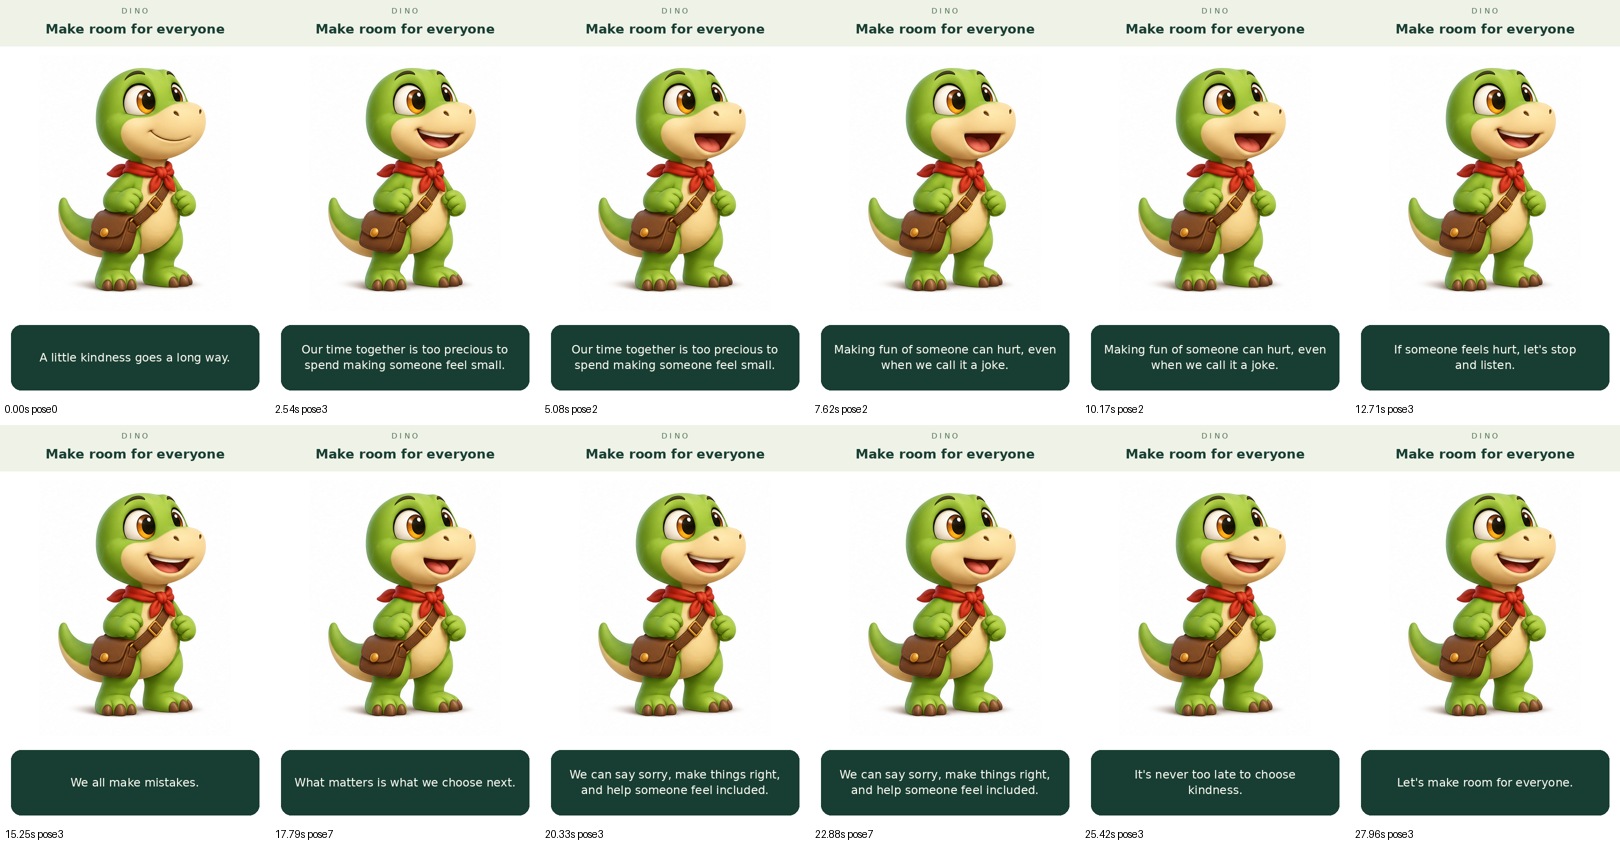 DINO
Make room for everyone
A little kindness goes a long way.
0.00s pose0
DINO
Make room for everyone
Our time together is too precious to
spend making someone feel small.
2.54s pose3
DINO
Make room for everyone
Our time together is too precious to
spend making someone feel small.
5.08s pose2
DINO
Make room for everyone
Making fun of someone can hurt, even
when we call it a joke.
7.62s pose2
DINO
Make room for everyone
Making fun of someone can hurt, even
when we call it a joke.
10.17s pose2
DINO
Make room for everyone
If someone feels hurt, let's stop
and listen.
12.71s pose3
DINO
Make room for everyone
We all make mistakes.
15.25s pose3
DINO
Make room for everyone
What matters is what we choose next.
17.79s pose7
DINO
Make room for everyone
We can say sorry, make things right,
and help someone feel included.
20.33s pose3
DINO
Make room for everyone
We can say sorry, make things right,
and help someone feel included.
22.88s pose7
DINO
Make room for everyone
It's never too late to choose
kindness.
25.42s pose3
DINO
Make room for everyone
Let's make room for everyone.
27.96s pose3